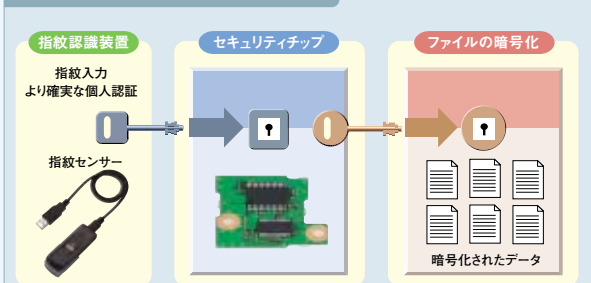 指紋認識装置
セキュリティチップ
ファイルの暗号化
指紋入力
より確実な個人認証
指紋センサー
暗号化されたデータ